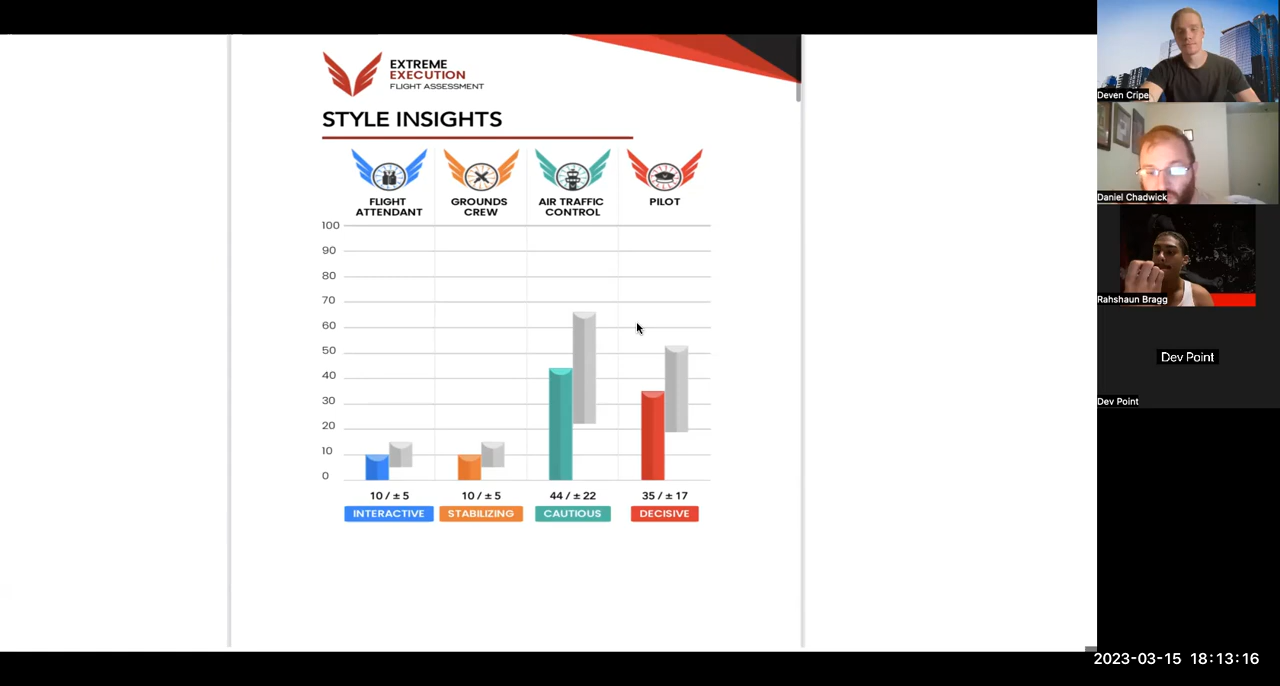 EXTREME
EXECUTION
FLIGHT ASSESSMENT
STYLE INSIGHTS
FLIGHT ATTENDANT
GROUNDS CREW
AIR TRAFFIC CONTROL
PILOT
100
90
80
70
60
50
40
30
20
10
0
10 / ± 5
10 / ± 5
44 / ± 22
35 / ± 17
INTERACTIVE
STABILIZING
CAUTIOUS
DECISIVE
Deven Cripe
Daniel Chadwick
Rahshaun Bragg
Dev Point
Dev Point
2023-03-15 18:13:16